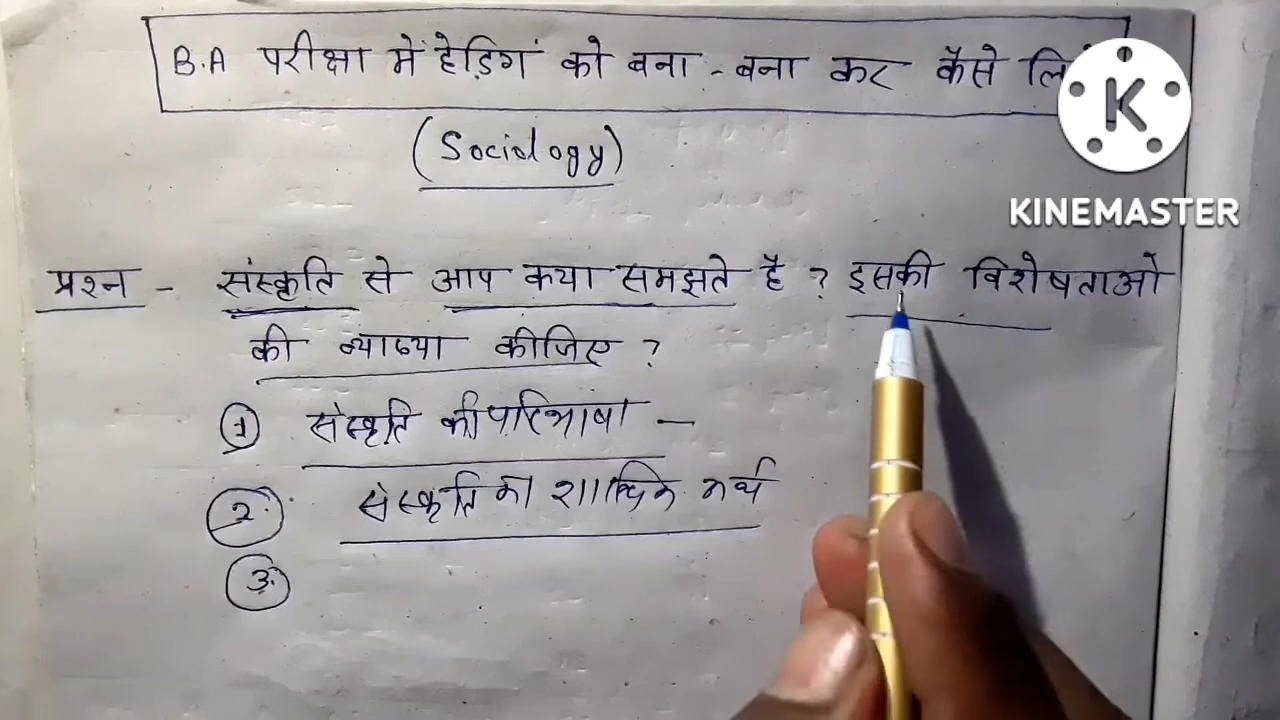 B.A परीक्षा में हेडिंग को बना - बना कर कैसे
(Sociology)
K
KINEMASTER
प्रश्न - संस्कृति से आप क्या समझते है ? इसकी विशेषताओ
की व्याख्या कीजिए ?
1 संस्कृति की परिभाषा -
2. संस्कृति का शाब्दिक अर्थ
3.